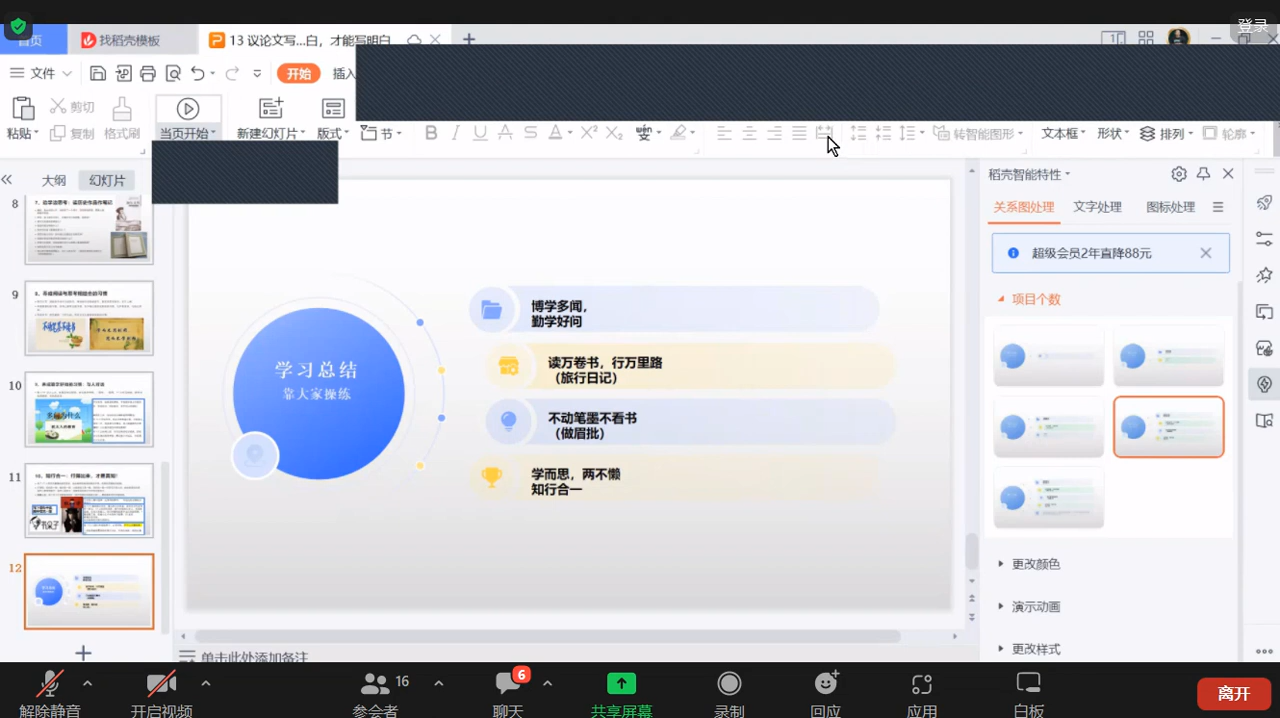 登录
首页
找稻壳模板
13 议论文写...白，才能写明白
文件
开始
插入
粘贴
剪切
复制
格式刷
当页开始
新建幻灯片
版式
节
转智能图形
文本框
形状
排列
轮廓
大纲
幻灯片
8
9
10
11
12
学习总结
靠大家操练
博学多闻，
勤学好问
读万卷书，行万里路
（旅行日记）
不动笔墨不看书
（做眉批）
学而思，两不懒
知行合一
单击此处添加备注
稻壳智能特性
关系图处理
文字处理
图标处理
超级会员2年直降88元
项目个数
更改颜色
演示动画
更改样式
解除静音
开启视频
16
参会者
6
聊天
共享屏幕
录制
回应
应用
白板
离开